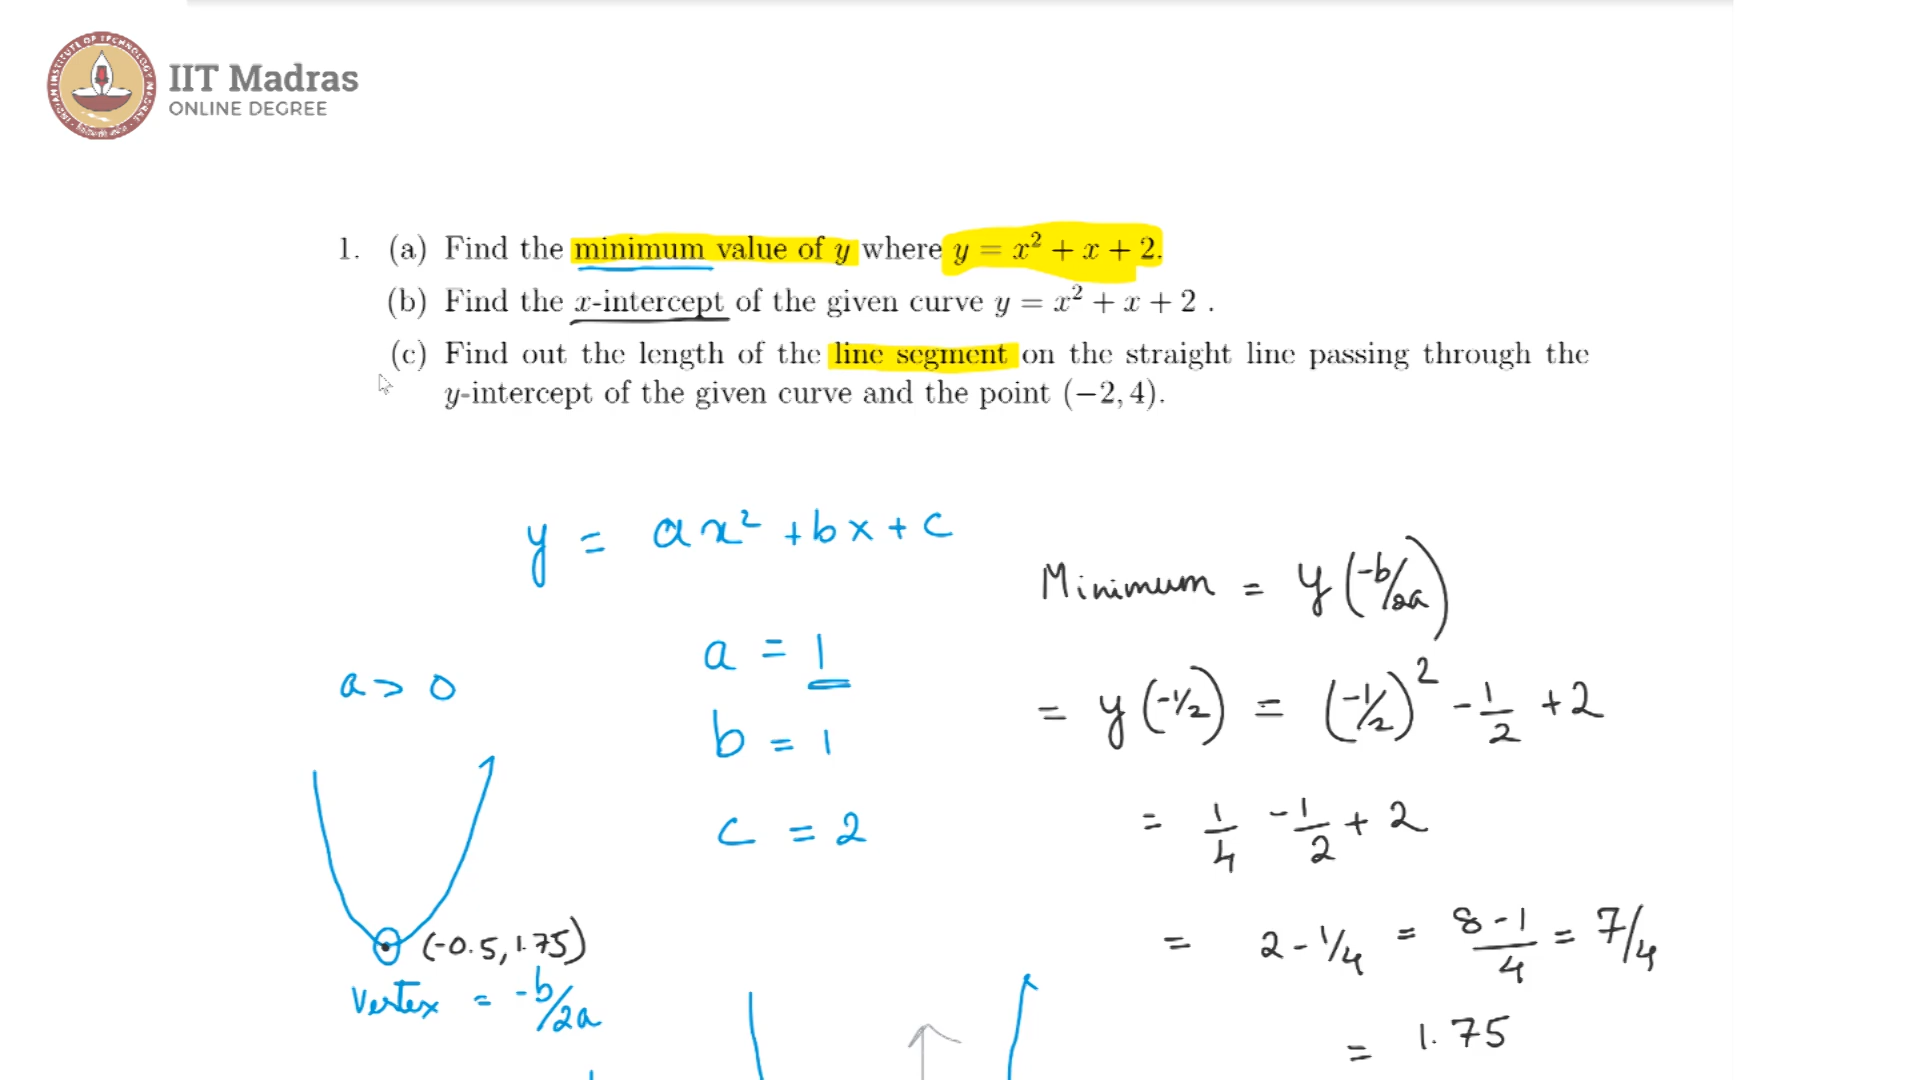 IIT Madras
ONLINE DEGREE
1. (a) Find the minimum value of y where y = x² + x + 2.
(b) Find the x-intercept of the given curve y = x² + x + 2 .
(c) Find out the length of the line segment on the straight line passing through the
y-intercept of the given curve and the point (−2, 4).
y = ax² + bx + c
a = 1
b = 1
c = 2
a > 0
(-0.5, 1.75)
Vertex = -b/2a
Minimum = y(-b/2a)
= y(-1/2) = (-1/2)² - 1/2 + 2
= 1/4 - 1/2 + 2
= 2 - 1/4 = 8-1/4 = 7/4
= 1.75